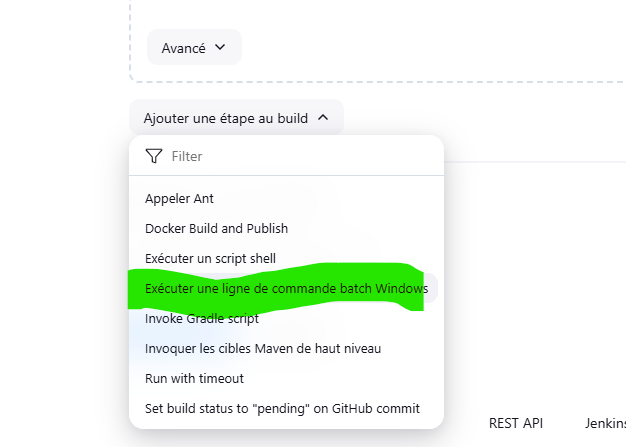 Avancé
Ajouter une étape au build
Filter
Appeler Ant
Docker Build and Publish
Exécuter un script shell
Exécuter une ligne de commande batch Windows
Invoke Gradle script
Invoquer les cibles Maven de haut niveau
Run with timeout
Set build status to "pending" on GitHub commit
REST API Jenkins